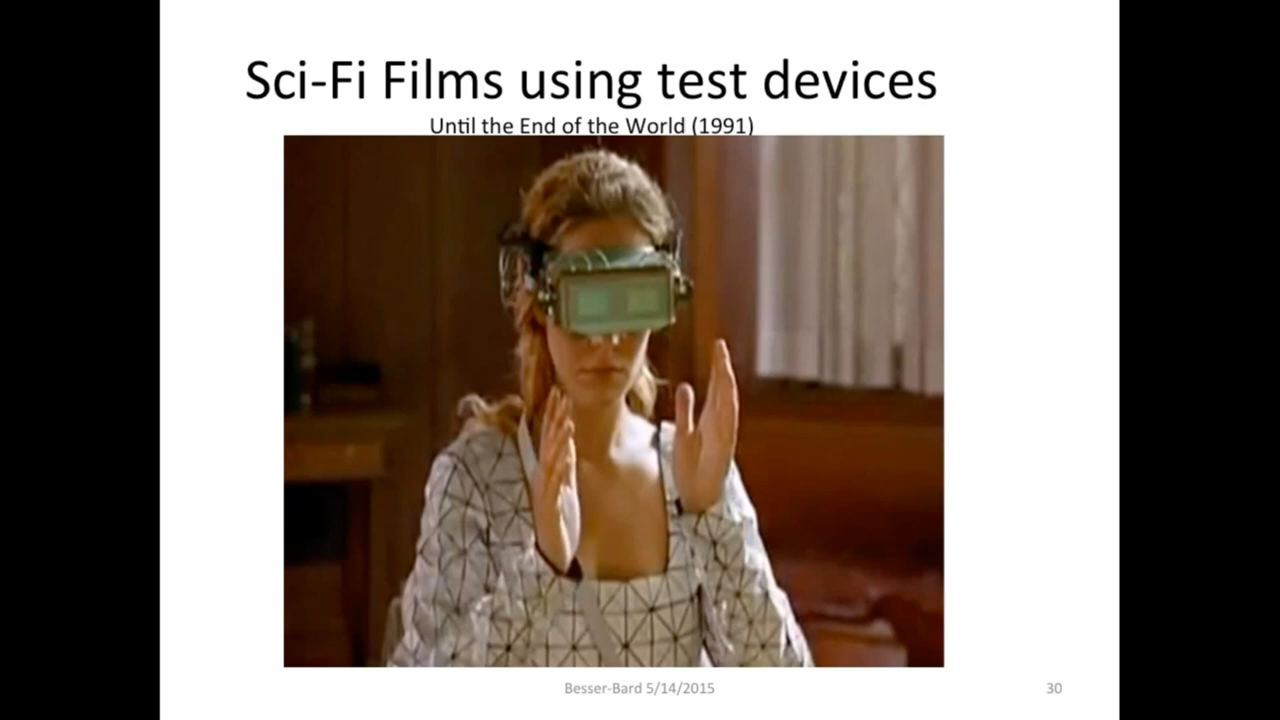 Sci-Fi Films using test devices
Until the End of the World (1991)
Besser-Bard 5/14/2015
30